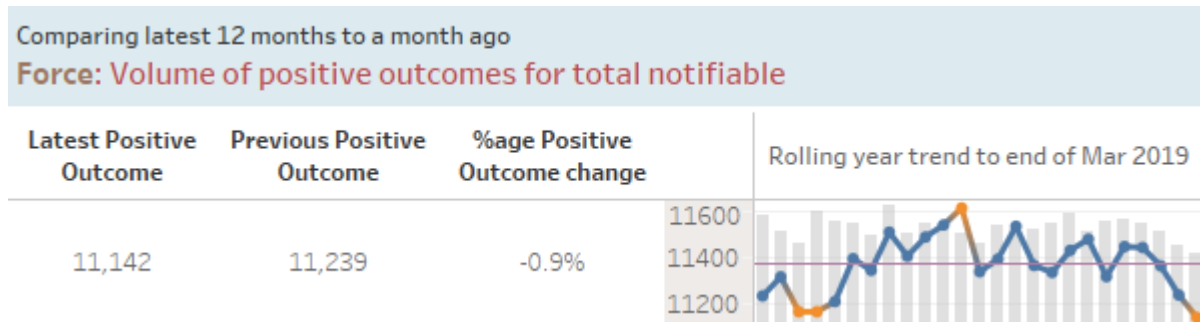 Comparing latest 12 months to a month ago
Force: Volume of positive outcomes for total notifiable
Latest Positive Outcome
Previous Positive Outcome
%age Positive Outcome change
Rolling year trend to end of Mar 2019
11,142
11,239
-0.9%
11600
11400
11200